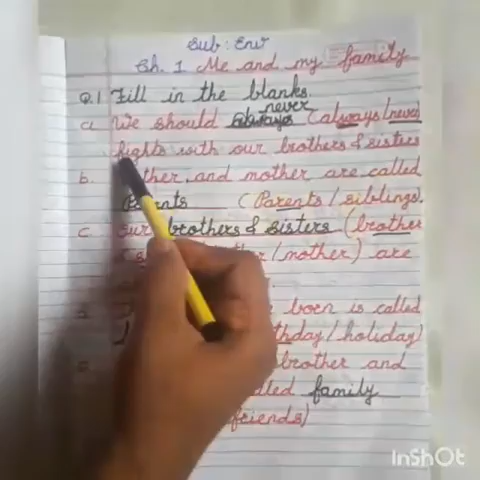 Sub : Env
Ch. 1 Me and my family
Q.1 Fill in the blanks.
never
a. We should always (always/never
fights with our brothers & sisters
b. ther and mother are called
Parents (Parents/siblings).
c. our brothers & sisters (brother
/mother) are
born is called
thday/holiday)
brother and
lled family
friends)
InShOt